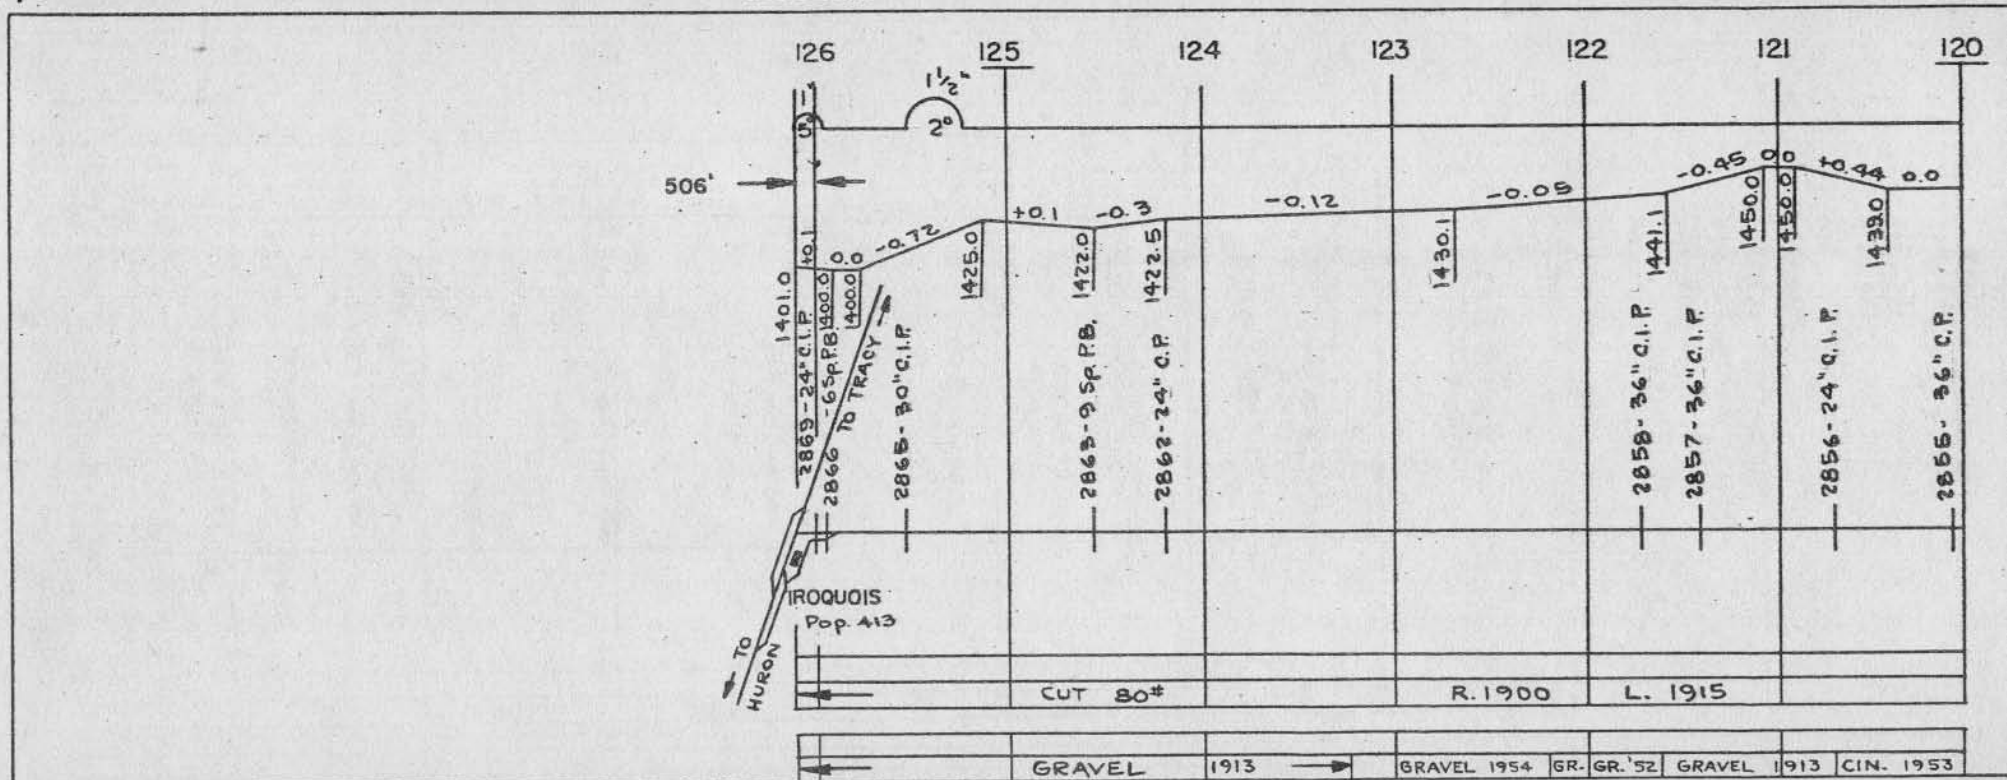 126 125 124 123 122 121 120
1½"
5° 2°
506'
+0.1 0.0 -0.72 +0.1 -0.3 -0.12 -0.05 -0.45 0.0 +0.44 0.0
1401.0 1400.0 1400.0 1425.0 1422.0 1422.5 1430.1 1441.1 1450.0 1450.0 1439.0
2869-24" C.I.P.
2866-6 Sp.P.B.
TO TRACY
2865-30" C.I.P.
2863-9 Sp.P.B.
2862-24" C.P.
2858-36" C.I.P.
2857-36" C.I.P.
2856-24" C.I.P.
2855-36" C.P.
IROQUOIS
Pop. 413
TO
HURON
CUT 80# R.1900 L. 1915
GRAVEL 1913 GRAVEL 1954 GR. GR.'52 GRAVEL 1913 CIN. 1953